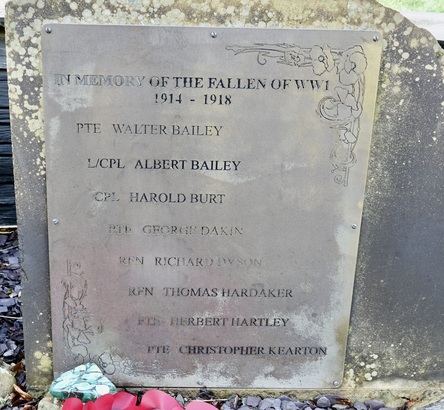 IN MEMORY OF THE FALLEN OF WW1
1914 - 1918
PTE WALTER BAILEY
L/CPL ALBERT BAILEY
CPL HAROLD BURT
PTE GEORGE DAKIN
RFN RICHARD DYSON
RFN THOMAS HARDAKER
PTE HERBERT HARTLEY
PTE CHRISTOPHER KEARTON